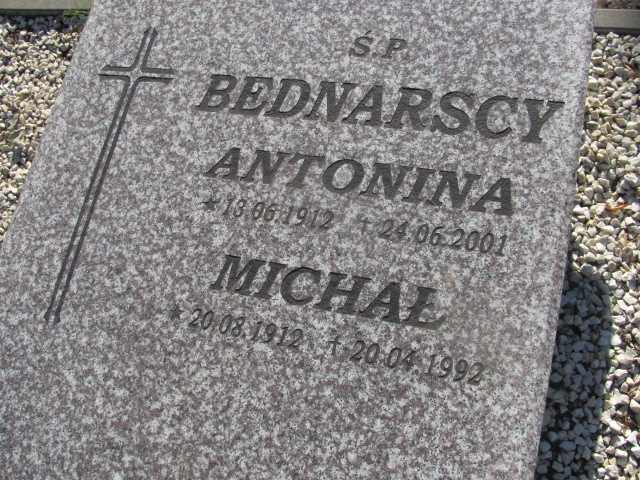 Ś.P.
BEDNARSCY
ANTONINA
* 13.06.1912 † 24.06.2001
MICHAŁ
* 20.08.1912 † 20.04.1992